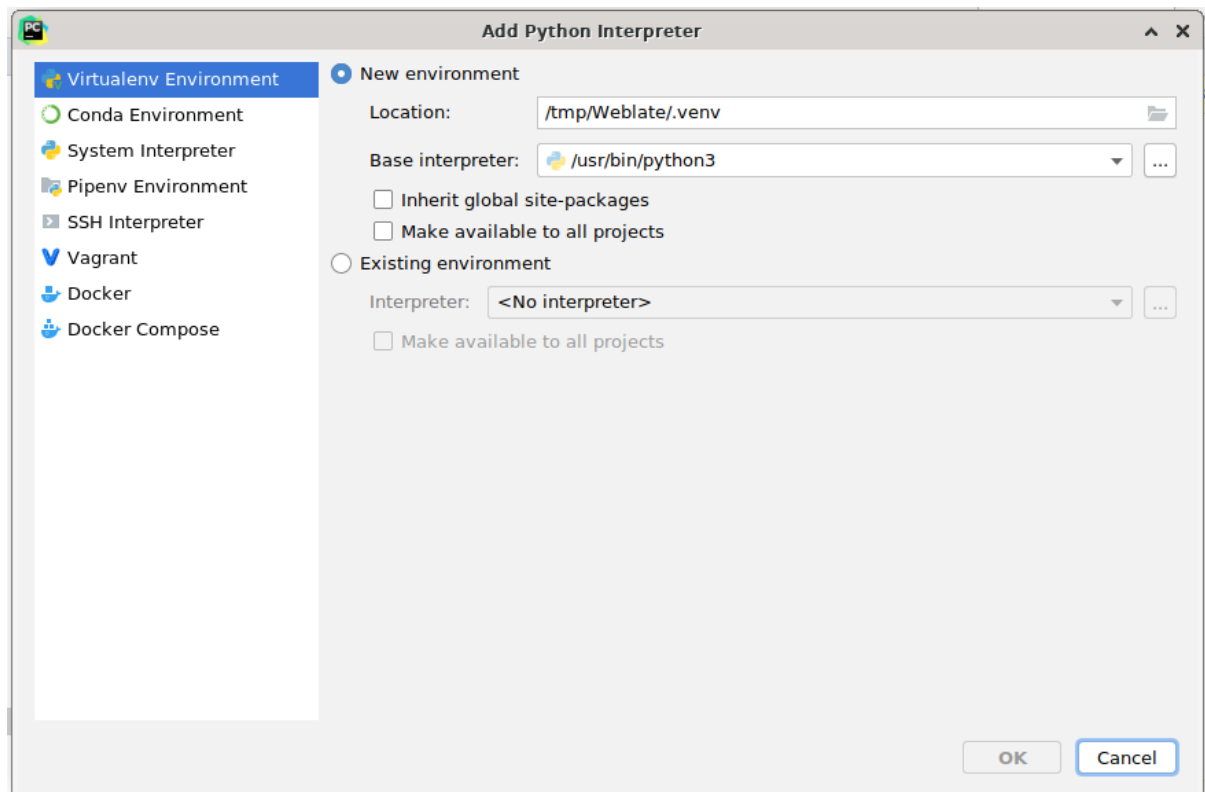 PC
Add Python Interpreter
Virtualenv Environment
Conda Environment
System Interpreter
Pipenv Environment
SSH Interpreter
Vagrant
Docker
Docker Compose
New environment
Location: /tmp/Weblate/.venv
Base interpreter: /usr/bin/python3 ...
Inherit global site-packages
Make available to all projects
Existing environment
Interpreter: <No interpreter> ...
Make available to all projects
OK Cancel